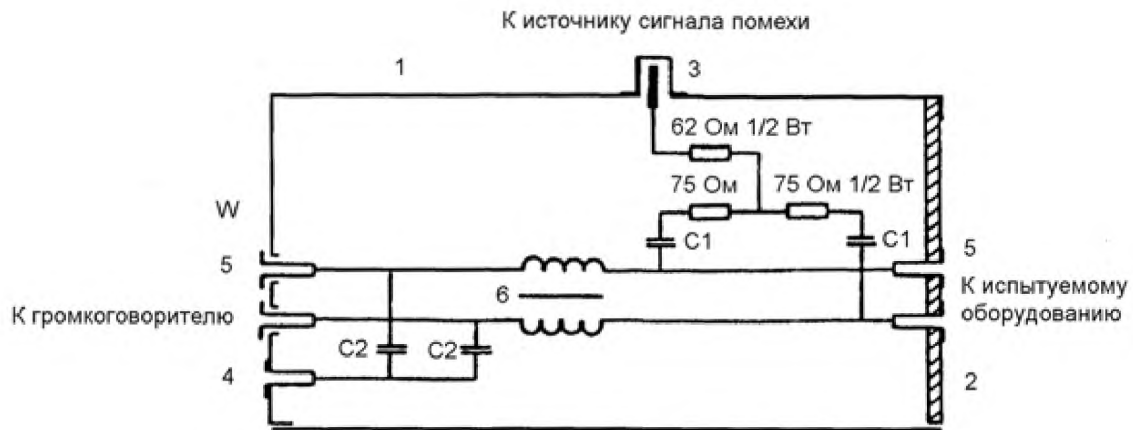 К источнику сигнала помехи
1
3
62 Ом 1/2 Вт
75 Ом
75 Ом 1/2 Вт
W
C1
C1
5
5
6
К испытуемому
оборудованию
К громкоговорителю
C2
C2
4
2